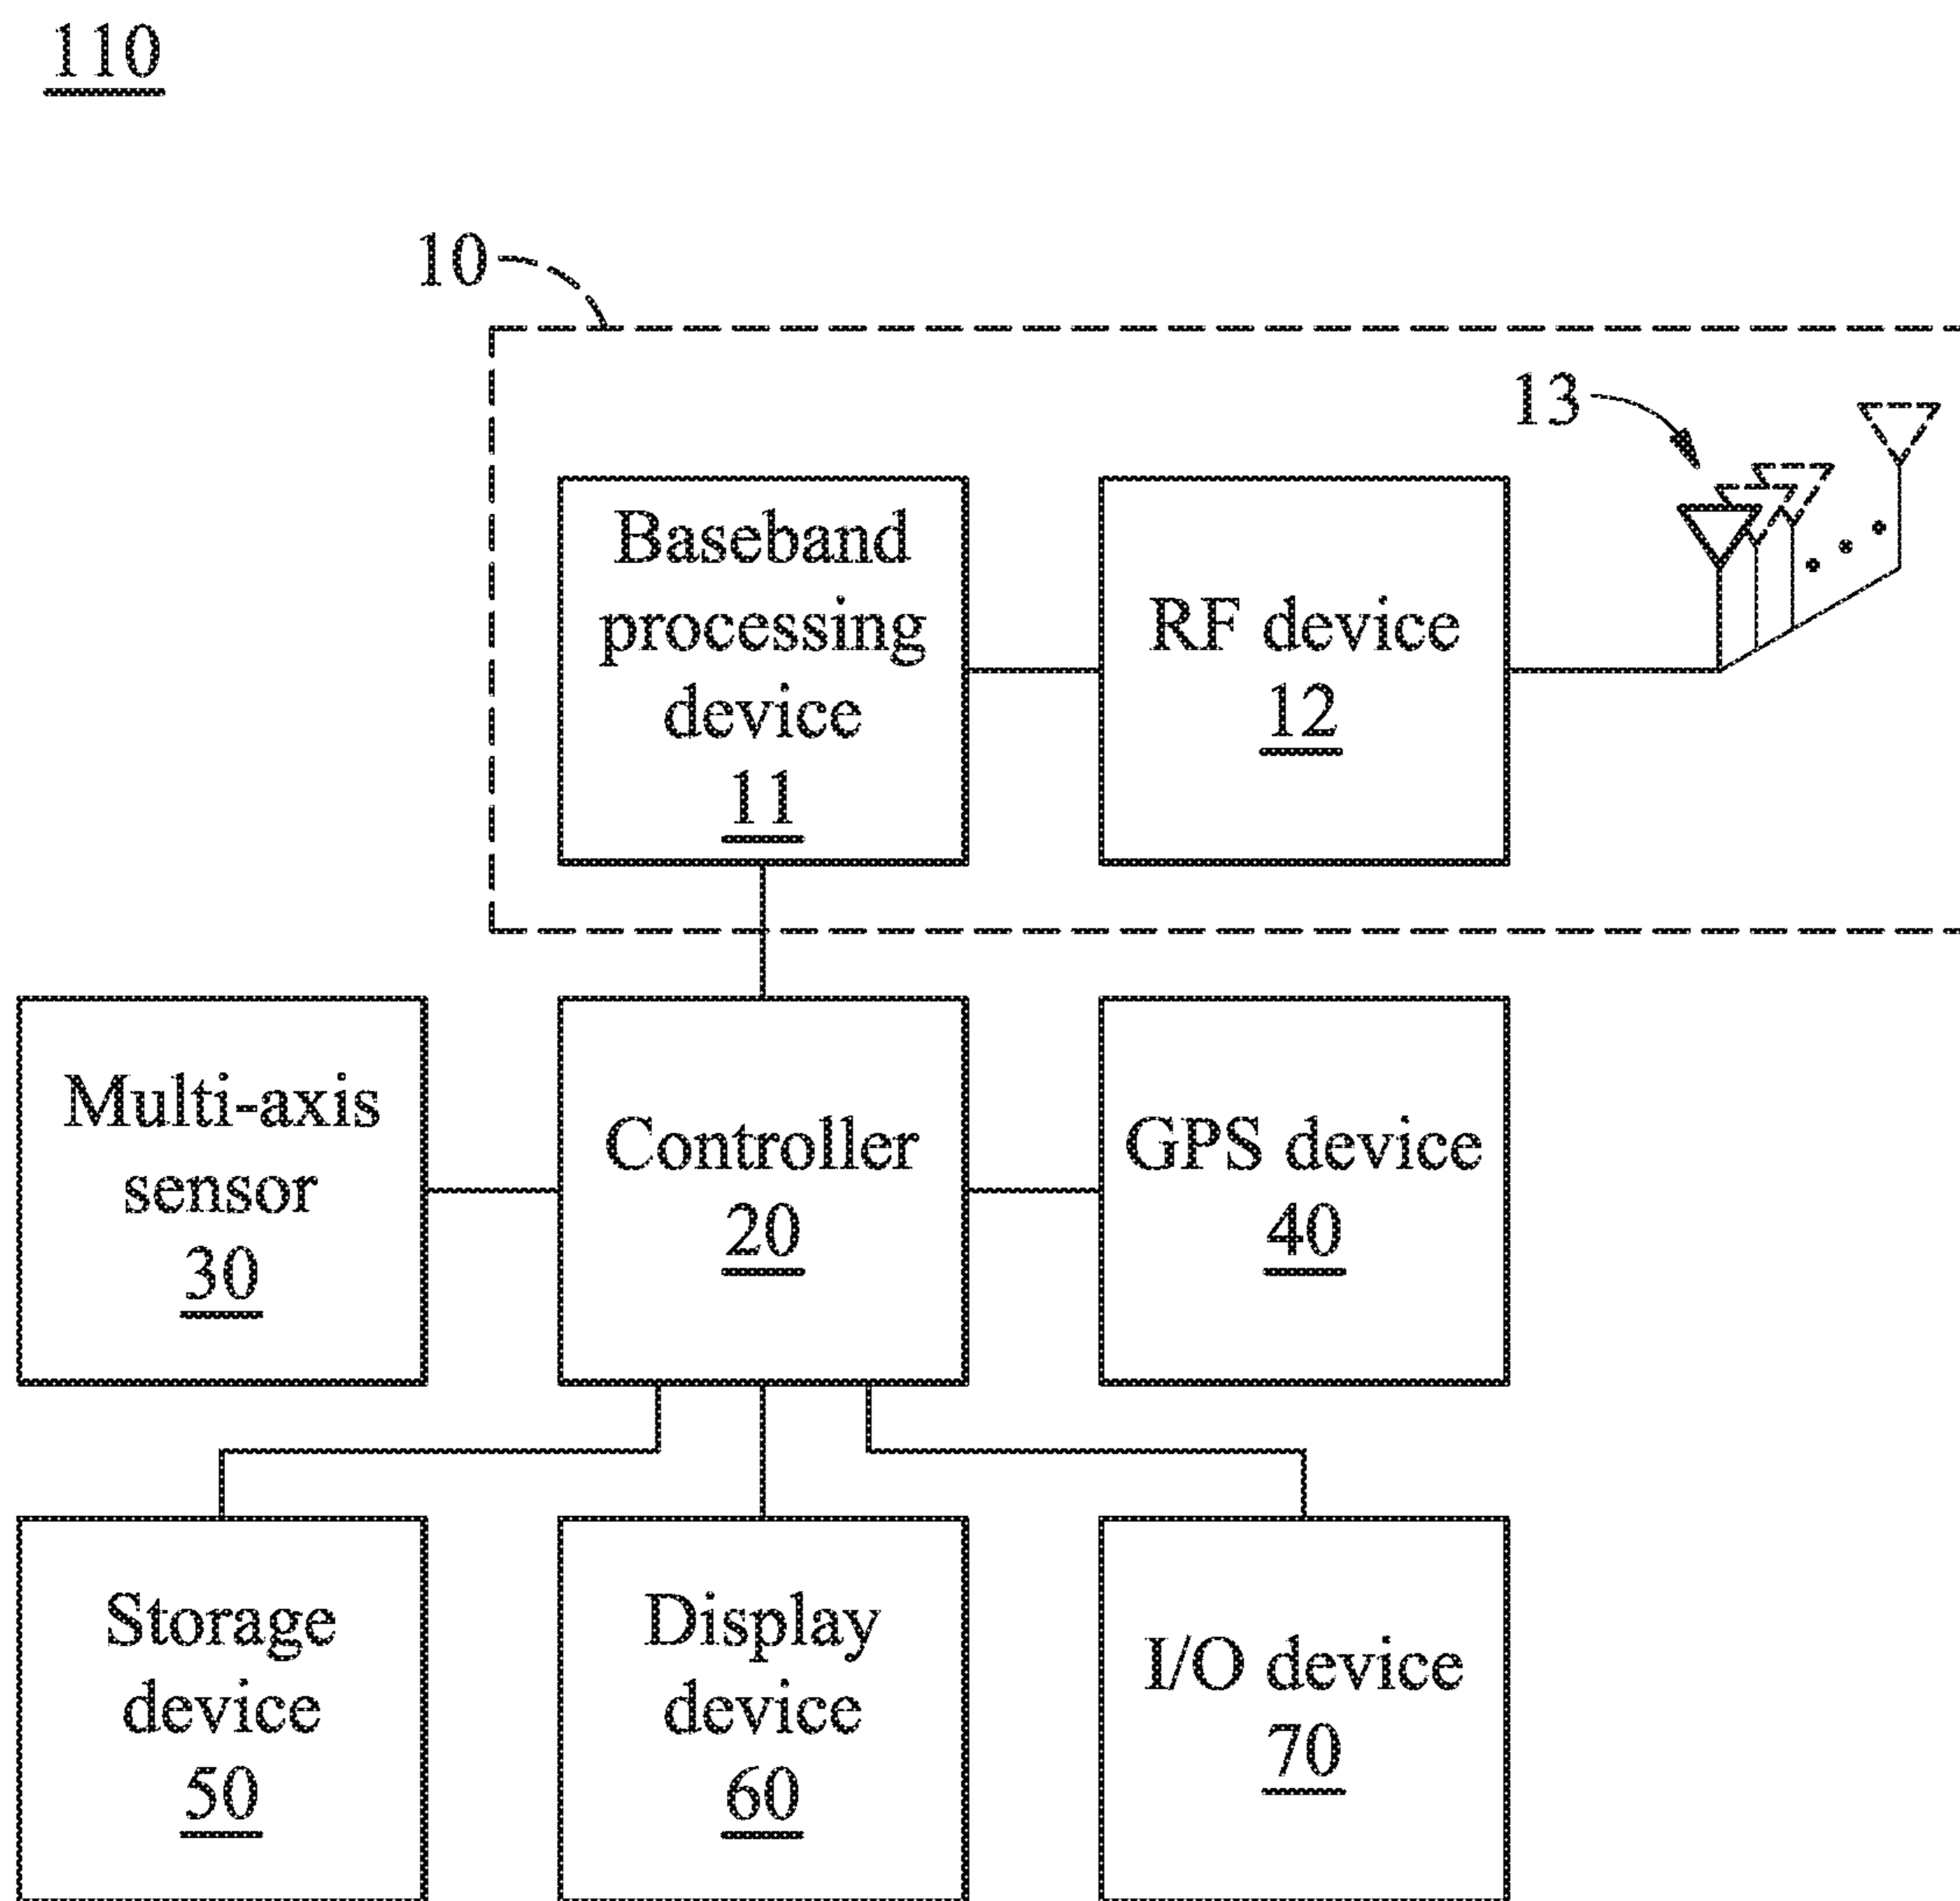 110
10
13
Baseband
processing
device
11
RF device
12
Multi-axis
sensor
30
Controller
20
GPS device
40
Storage
device
50
Display
device
60
I/O device
70